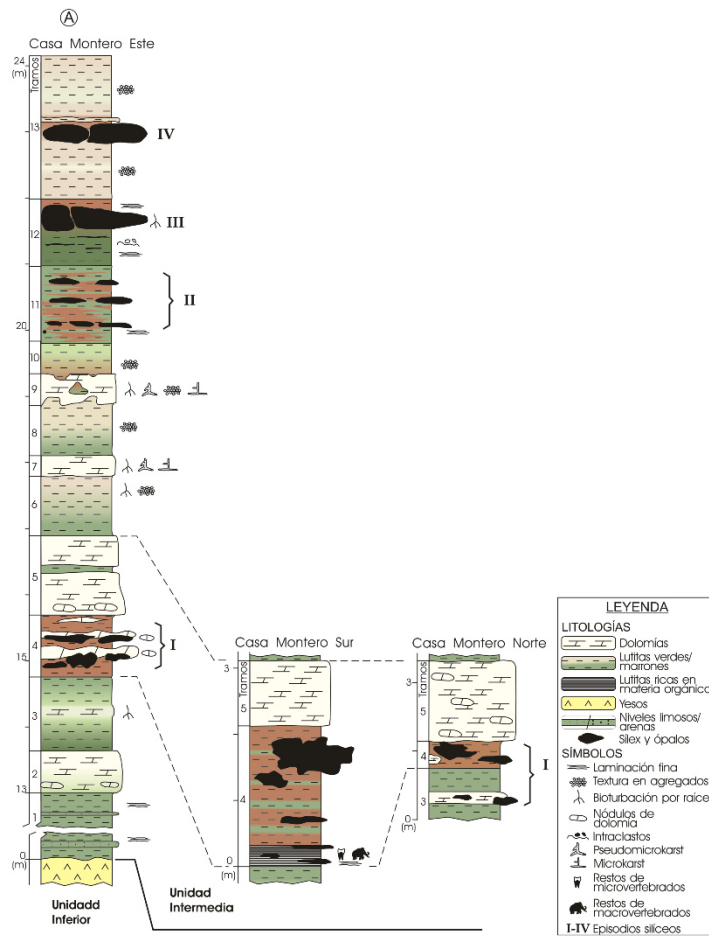 A
Casa Montero Este
24
(m)
Tramos
13
IV
12
III
11
II
20
10
9
8
7
6
5
4
I
15
3
2
13
1
0
(m)
Unidadd
Inferior
Unidad
Intermedia
Casa Montero Sur
3
Tramos
5
4
0
(m)
Casa Montero Norte
3
Tramos
5
4
I
3
0
(m)
LEYENDA
LITOLOGÍAS
Dolomías
Lutitas verdes/
marrones
Lutitas ricas en
materia orgánica
Yesos
Niveles limosos/
arenas
Silex y ópalos
SÍMBOLOS
Laminación fina
Textura en agregados
Bioturbación por raíces
Nódulos de
dolomía
Intraclastos
Pseudomicrokarst
Microkarst
Restos de
microvertebrados
Restos de
macrovertebrados
I-IV Episodios silíceos